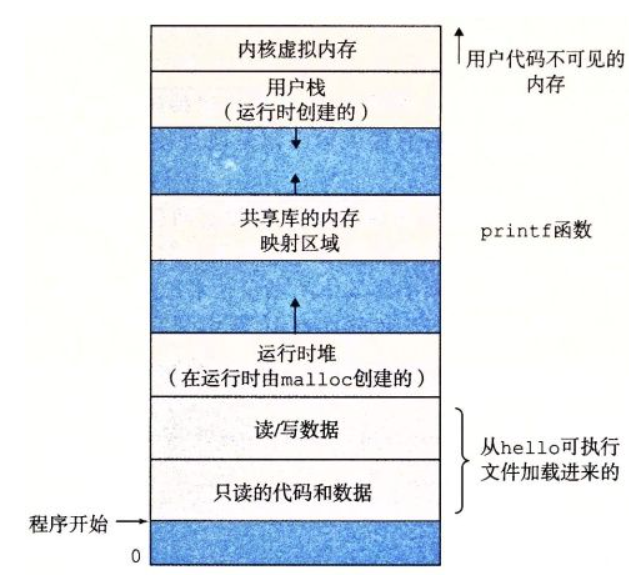 内核虚拟内存
用户代码不可见的
内存
用户栈
（运行时创建的）
共享库的内存
映射区域
printf函数
运行时堆
（在运行时由malloc创建的）
读/写数据
从hello可执行
文件加载进来的
只读的代码和数据
程序开始
0